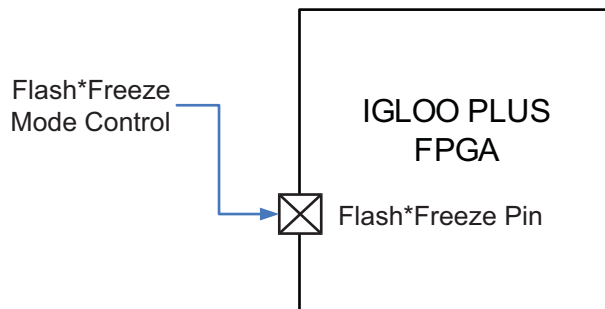 Flash*Freeze
Mode Control
IGLOO PLUS
FPGA
Flash*Freeze Pin